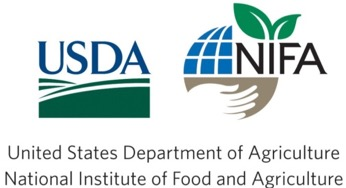 USDA NIFA
United States Department of Agriculture
National Institute of Food and Agriculture